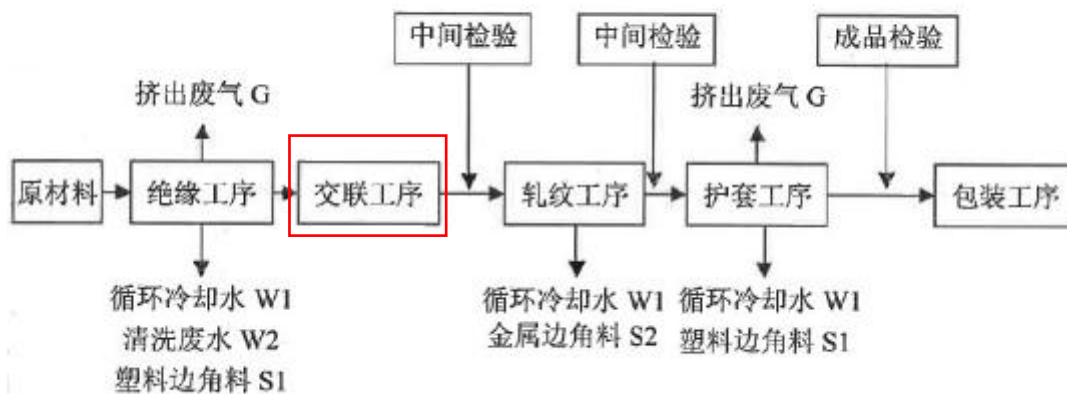 中间检验
中间检验
成品检验
挤出废气 G
挤出废气 G
原材料
绝缘工序
交联工序
轧纹工序
护套工序
包装工序
循环冷却水 W1
清洗废水 W2
塑料边角料 S1
循环冷却水 W1
金属边角料 S2
循环冷却水 W1
塑料边角料 S1